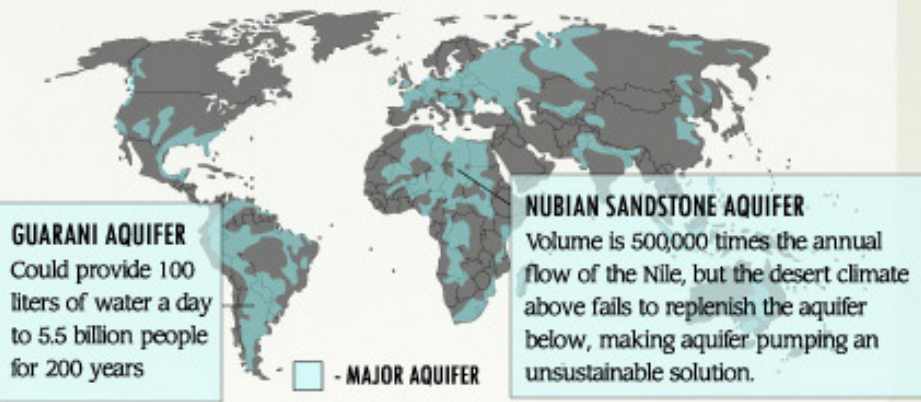 GUARANI AQUIFER
Could provide 100
liters of water a day
to 5.5 billion people
for 200 years
NUBIAN SANDSTONE AQUIFER
Volume is 500,000 times the annual
flow of the Nile, but the desert climate
above fails to replenish the aquifer
below, making aquifer pumping an
unsustainable solution.
- MAJOR AQUIFER